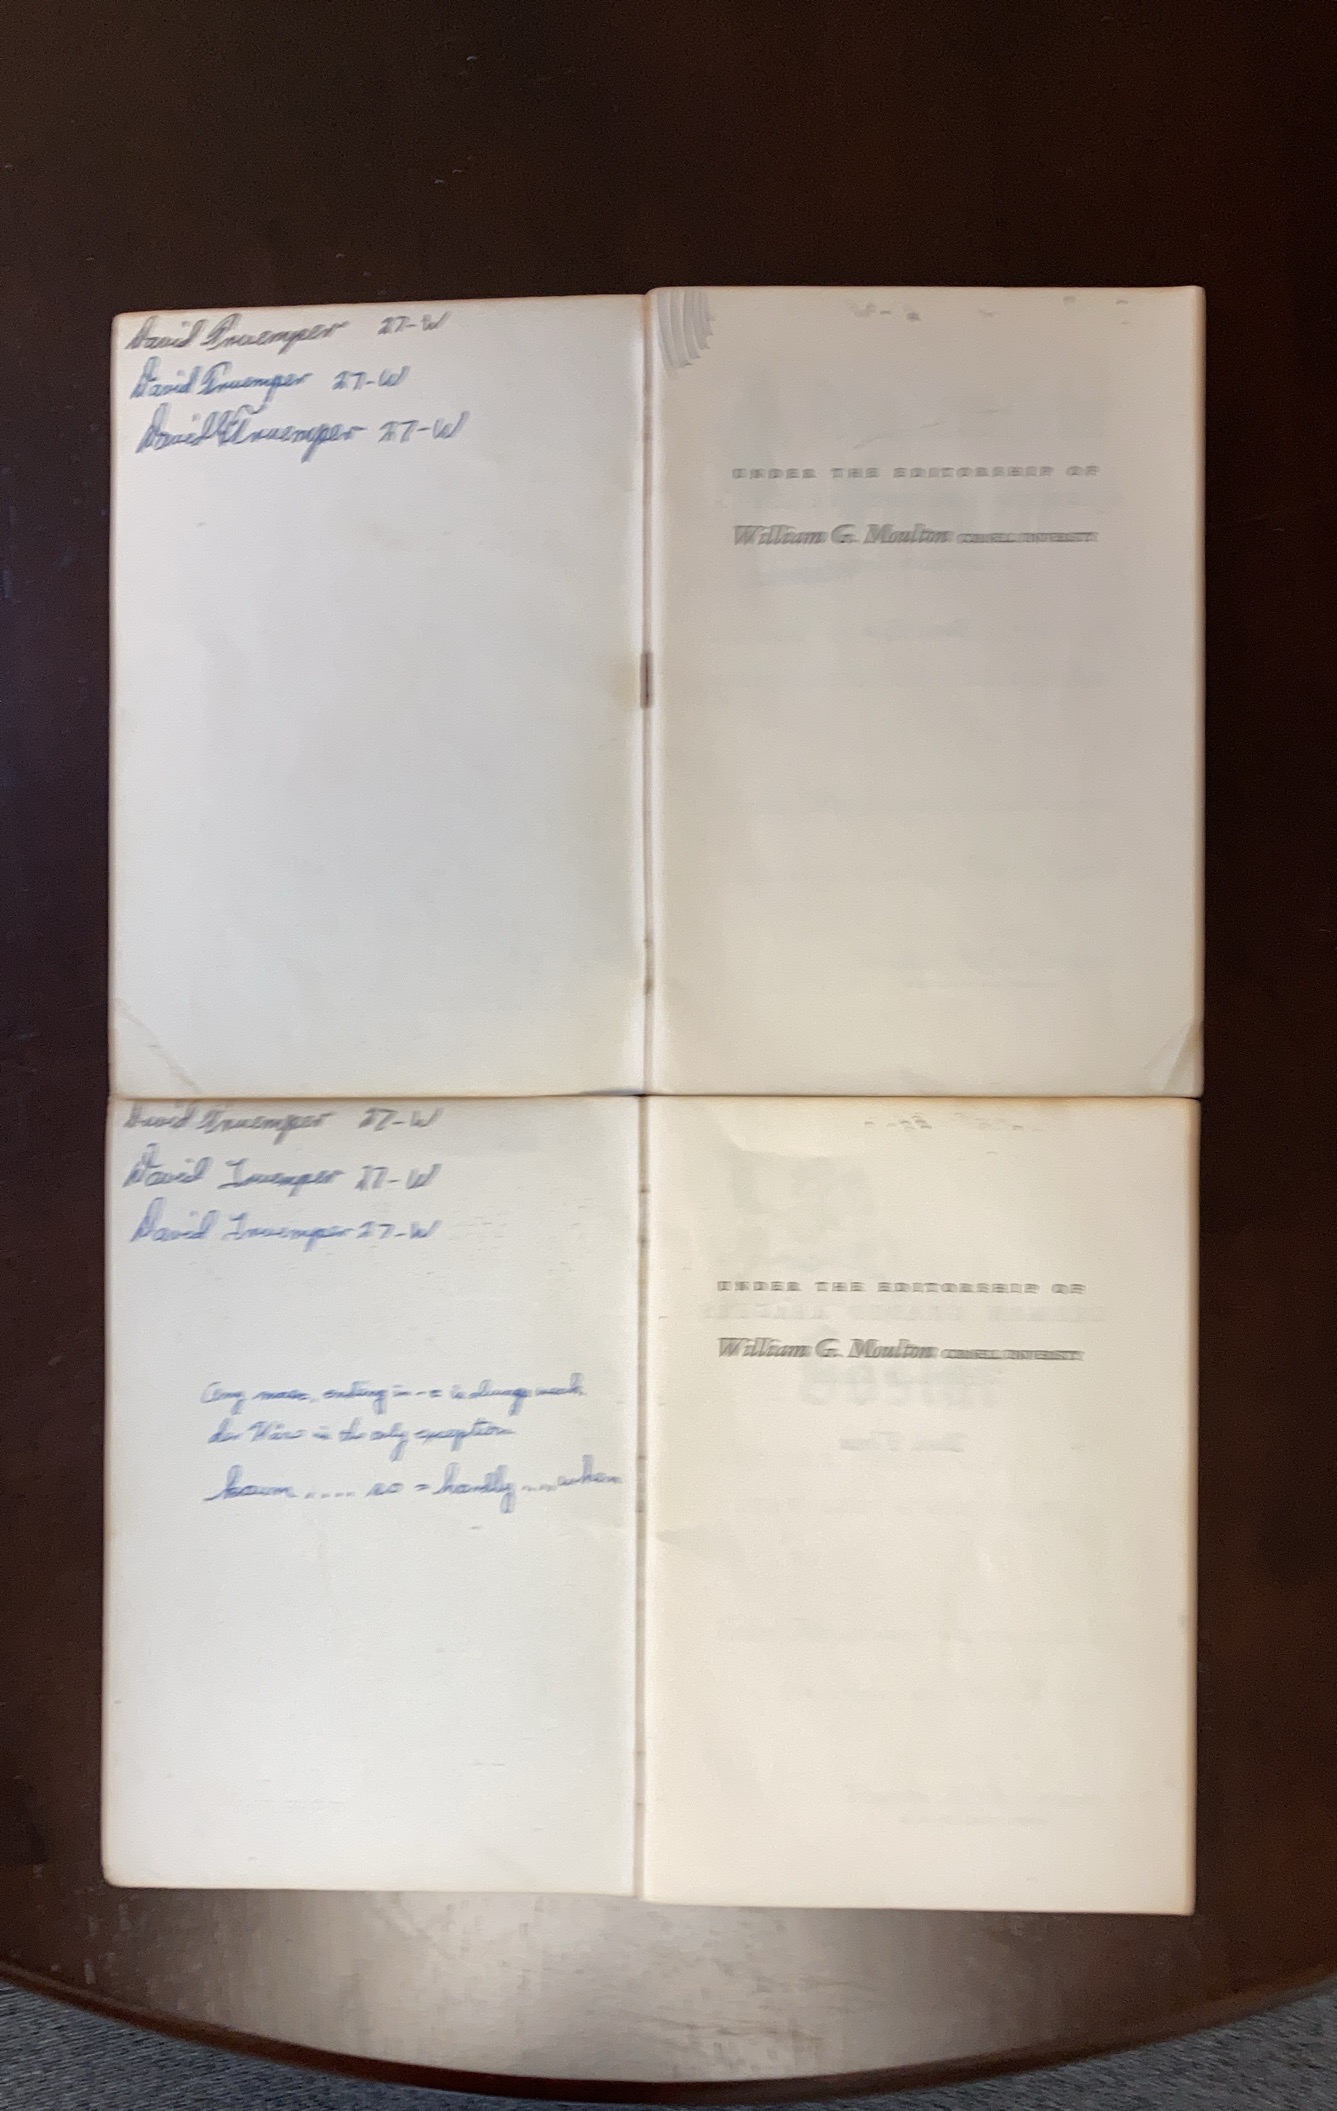 David Truemper 27-W
David Truemper 27-W
David Truemper 27-W
UNDER THE EDITORSHIP OF
William G. Moulton CORNELL UNIVERSITY
David Truemper 27-W
David Truemper 27-W
David Truemper 27-W
Any masc. ending in -e is always weak.
der Käse is the only exception
kaum .... so = hardly .... when
UNDER THE EDITORSHIP OF
William G. Moulton CORNELL UNIVERSITY